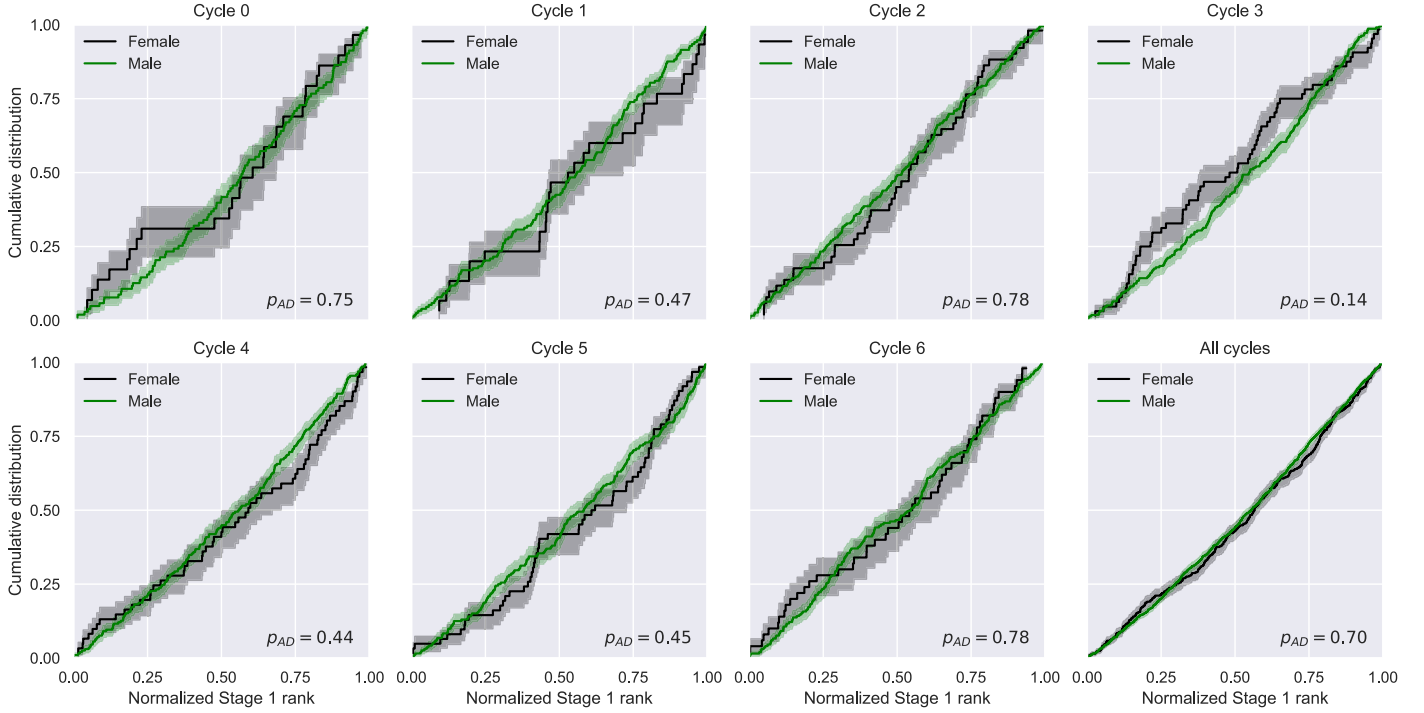 Cycle 0
Cycle 1
Cycle 2
Cycle 3
Cumulative distribution
1.00
0.75
0.50
0.25
0.00
Female
Male
p_AD = 0.75
Female
Male
p_AD = 0.47
Female
Male
p_AD = 0.78
Female
Male
p_AD = 0.14
Cycle 4
Cycle 5
Cycle 6
All cycles
Cumulative distribution
1.00
0.75
0.50
0.25
0.00
Female
Male
p_AD = 0.44
Female
Male
p_AD = 0.45
Female
Male
p_AD = 0.78
Female
Male
p_AD = 0.70
0.00 0.25 0.50 0.75 1.00
0.00 0.25 0.50 0.75 1.00
0.00 0.25 0.50 0.75 1.00
0.00 0.25 0.50 0.75 1.00
Normalized Stage 1 rank
Normalized Stage 1 rank
Normalized Stage 1 rank
Normalized Stage 1 rank